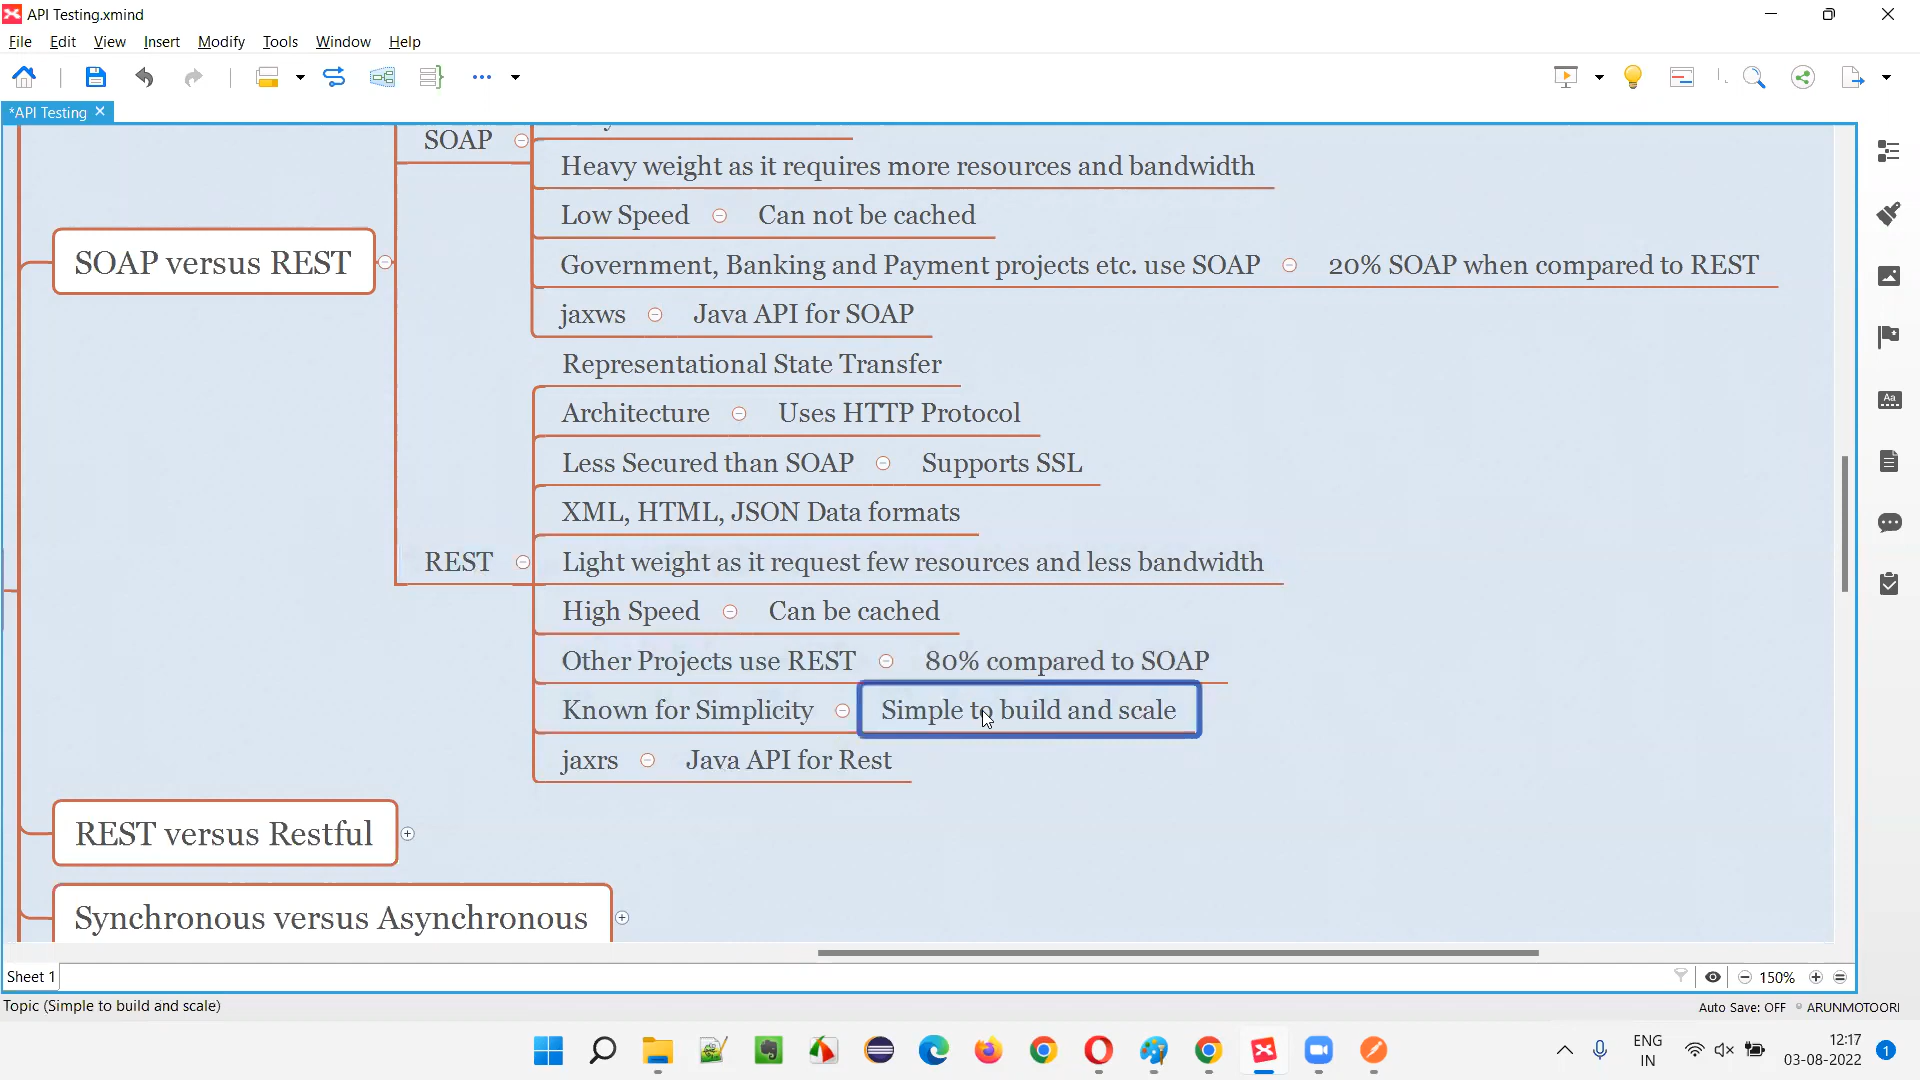 API Testing.xmind
File Edit View Insert Modify Tools Window Help
*API Testing
SOAP
Heavy weight as it requires more resources and bandwidth
Low Speed Can not be cached
SOAP versus REST
Government, Banking and Payment projects etc. use SOAP 20% SOAP when compared to REST
jaxws Java API for SOAP
Representational State Transfer
Architecture Uses HTTP Protocol
Less Secured than SOAP Supports SSL
XML, HTML, JSON Data formats
REST Light weight as it request few resources and less bandwidth
High Speed Can be cached
Other Projects use REST 80% compared to SOAP
Known for Simplicity Simple to build and scale
jaxrs Java API for Rest
REST versus Restful
Synchronous versus Asynchronous
Sheet 1 150%
Topic (Simple to build and scale) Auto Save: OFF ARUNMOTOORI
ENG
IN
12:17
03-08-2022
1